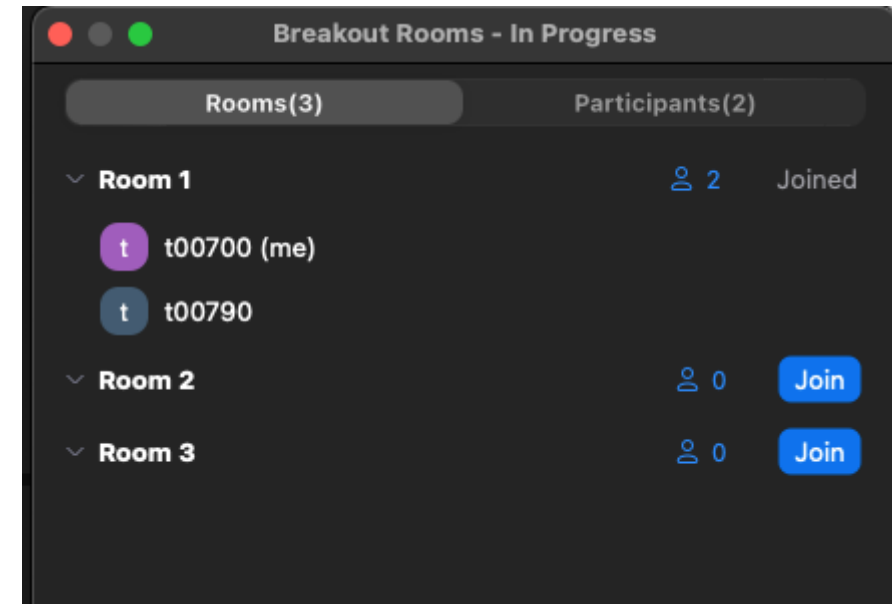 Breakout Rooms - In Progress
Rooms(3) Participants(2)
Room 1 2 Joined
t t00700 (me)
t t00790
Room 2 0 Join
Room 3 0 Join